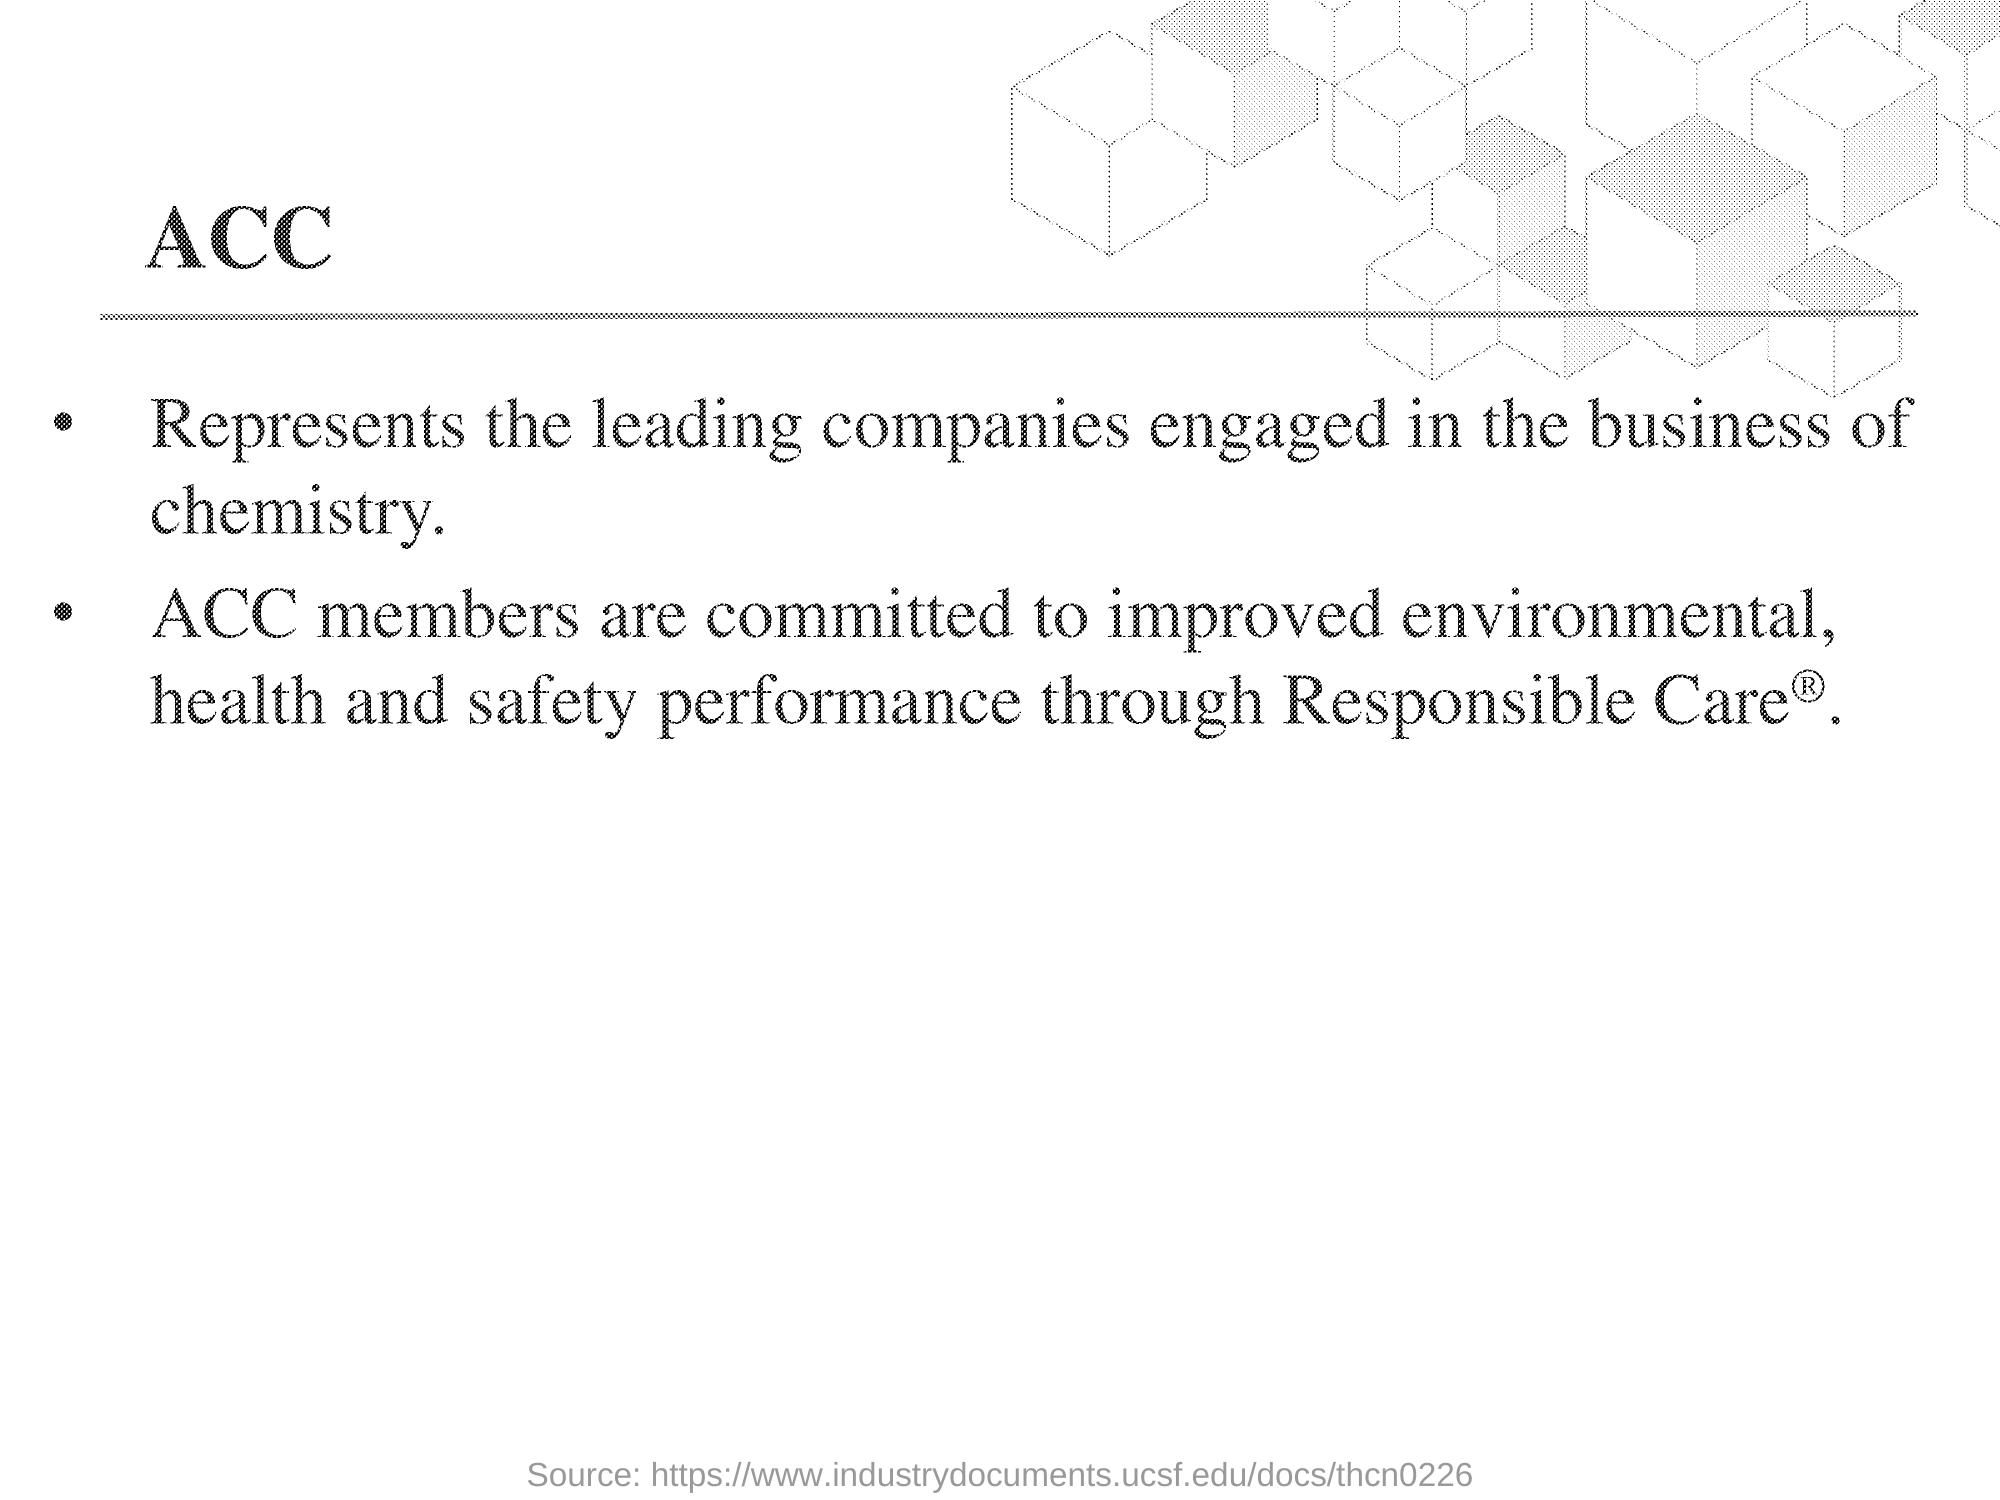 ACC
• Represents the leading companies engaged in the business of
chemistry.
• ACC members are committed to improved environmental,
health and safety performance through Responsible Care®.
Source: https://www.industrydocuments.ucsf.edu/docs/thcn0226